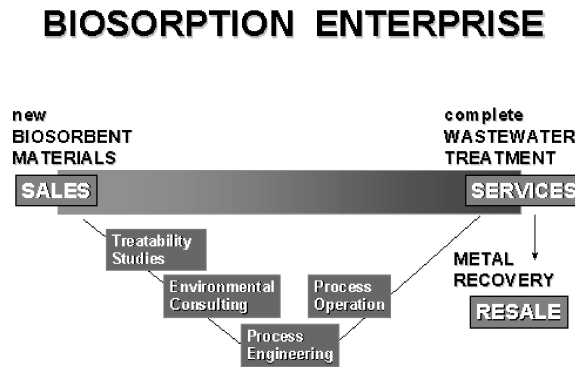 BIOSORPTION ENTERPRISE
new
BIOSORBENT
MATERIALS
SALES
complete
WASTEWATER
TREATMENT
SERVICES
Treatability
Studies
Environmental
Consulting
Process
Engineering
Process
Operation
METAL
RECOVERY
RESALE